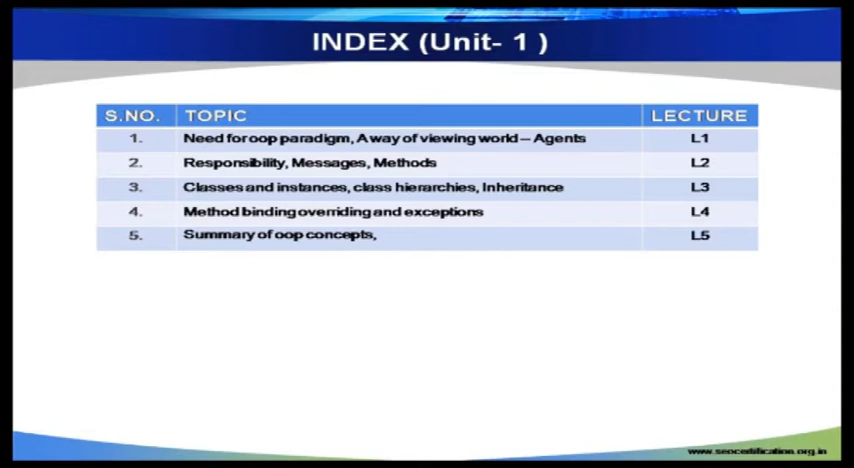 INDEX (Unit- 1 )
S.NO. TOPIC LECTURE
1. Need for oop paradigm, A way of viewing world – Agents L1
2. Responsibility, Messages, Methods L2
3. Classes and instances, class hierarchies, Inheritance L3
4. Method binding overriding and exceptions L4
5. Summary of oop concepts, L5
www.seocertification.org.in